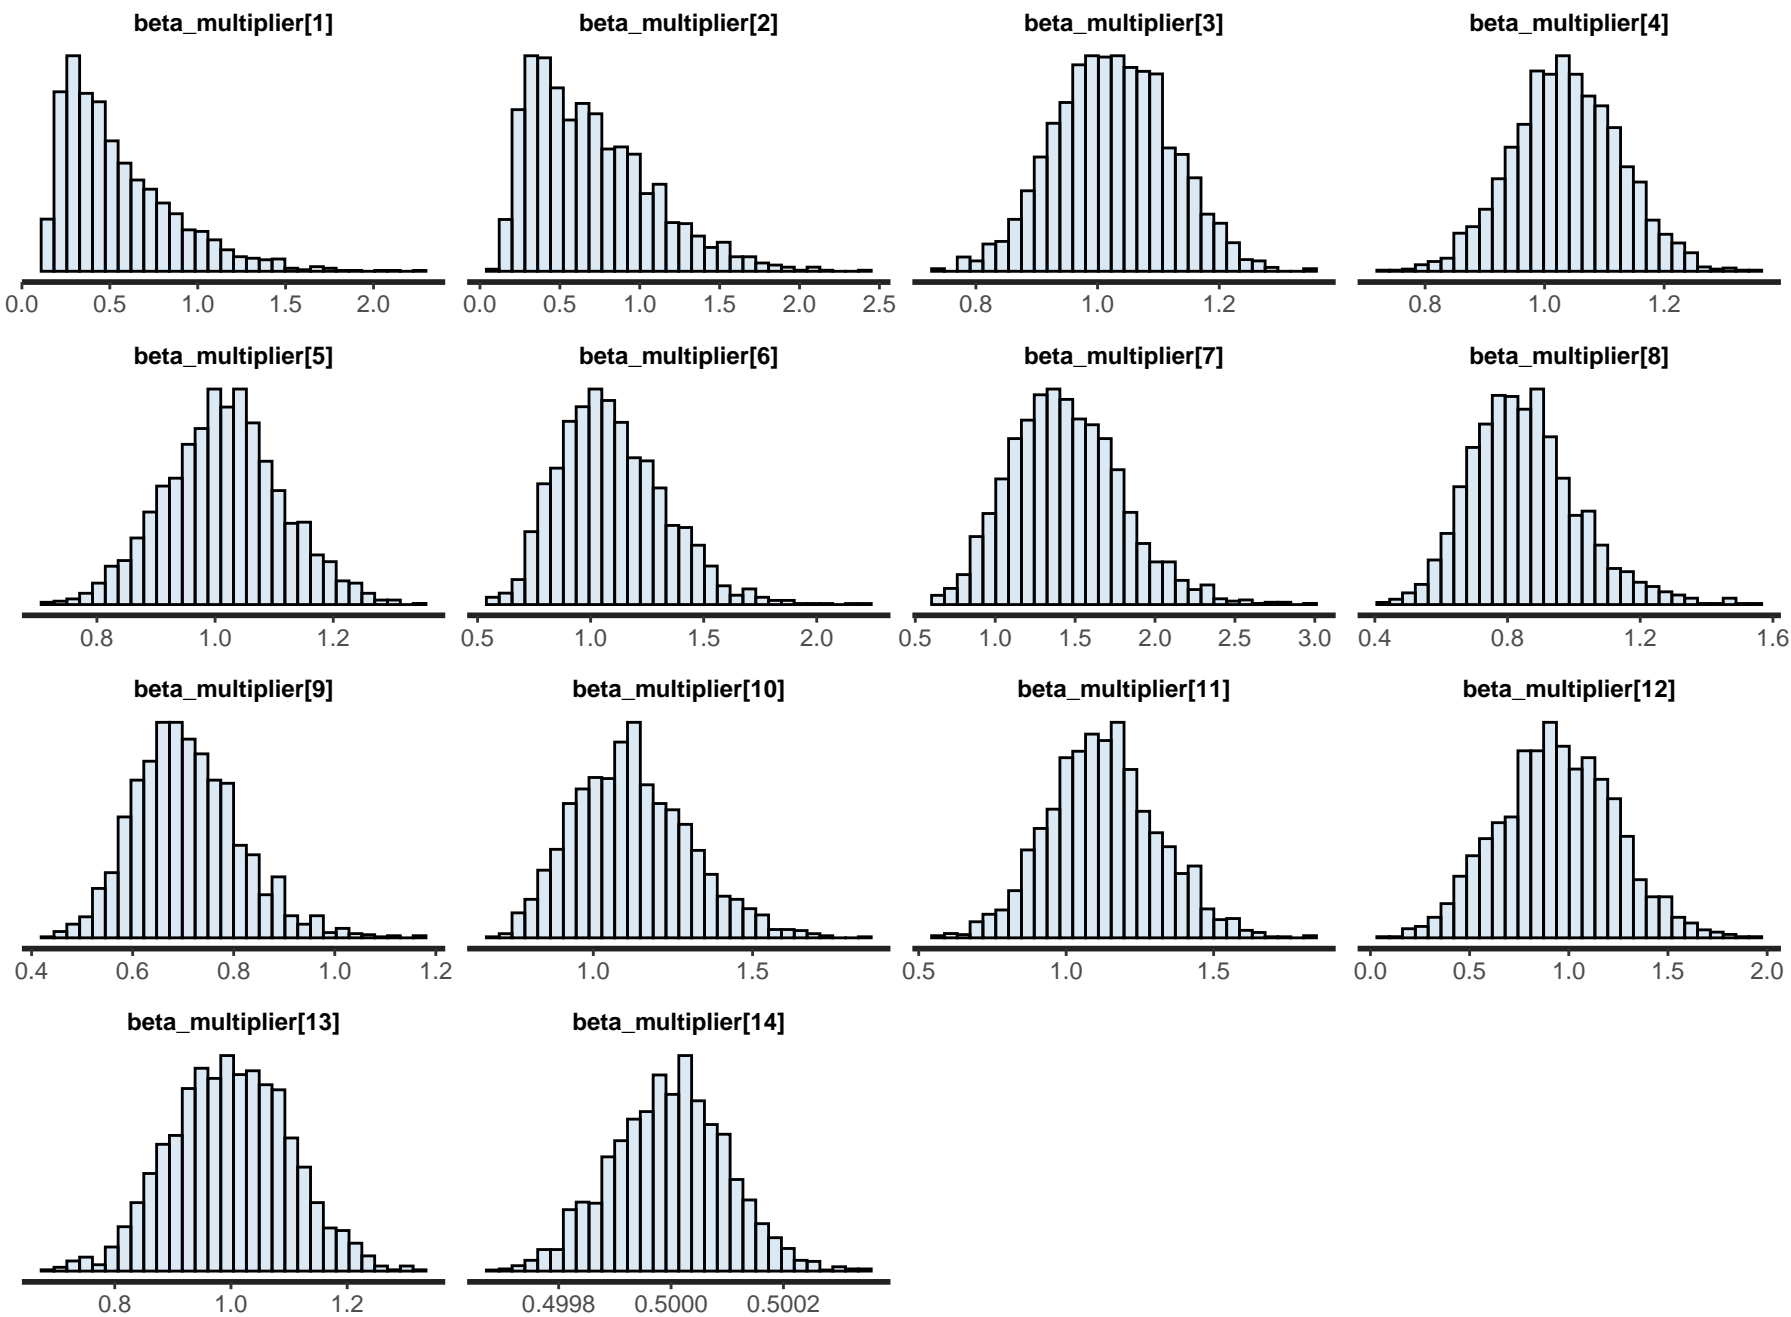 beta_multiplier[1] beta_multiplier[2] beta_multiplier[3] beta_multiplier[4]
0.0 0.5 1.0 1.5 2.0 0.0 0.5 1.0 1.5 2.0 2.5 0.8 1.0 1.2 0.8 1.0 1.2
beta_multiplier[5] beta_multiplier[6] beta_multiplier[7] beta_multiplier[8]
0.8 1.0 1.2 0.5 1.0 1.5 2.0 0.5 1.0 1.5 2.0 2.5 3.0 0.4 0.8 1.2 1.6
beta_multiplier[9] beta_multiplier[10] beta_multiplier[11] beta_multiplier[12]
0.4 0.6 0.8 1.0 1.2 1.0 1.5 0.5 1.0 1.5 0.0 0.5 1.0 1.5 2.0
beta_multiplier[13] beta_multiplier[14]
0.8 1.0 1.2 0.4998 0.5000 0.5002